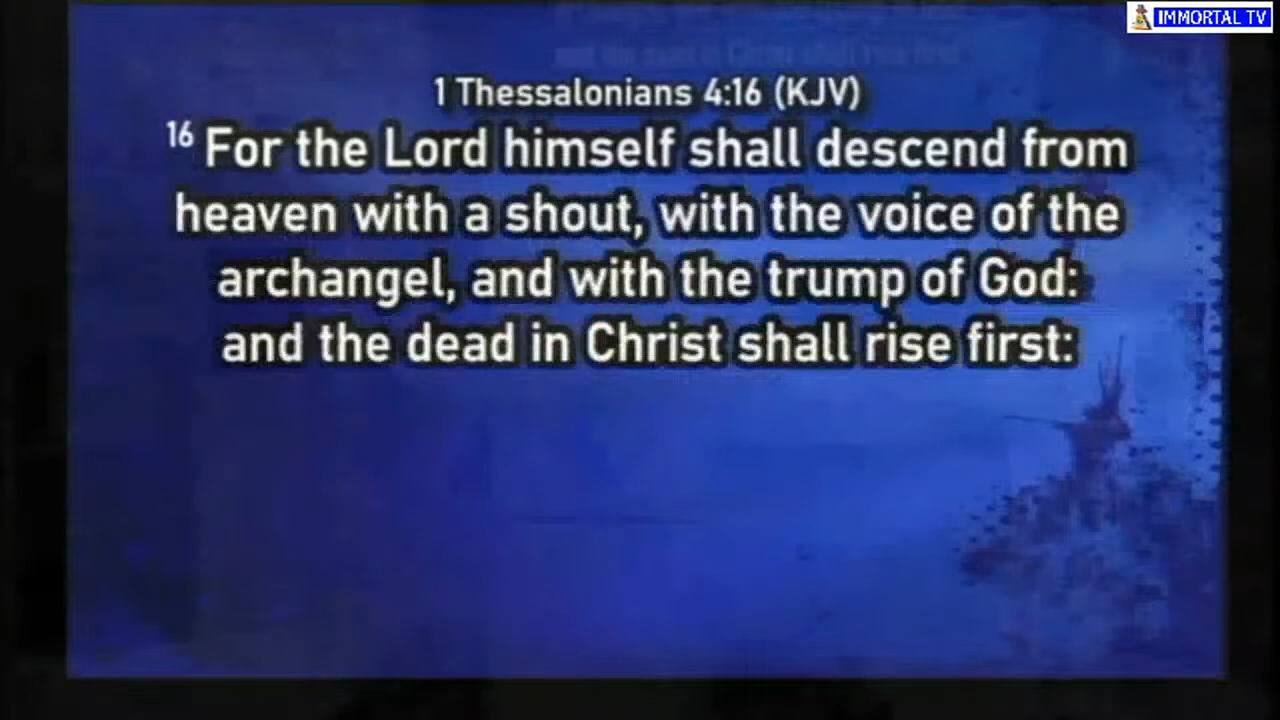 IMMORTAL TV
1 Thessalonians 4:16 (KJV)
16 For the Lord himself shall descend from
heaven with a shout, with the voice of the
archangel, and with the trump of God:
and the dead in Christ shall rise first: